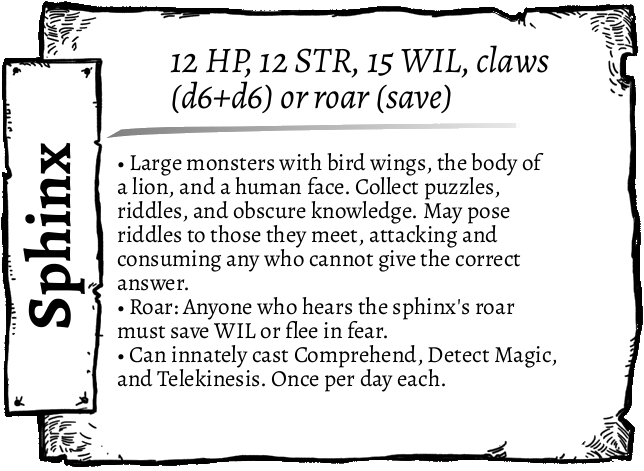 Sphinx
12 HP, 12 STR, 15 WIL, claws
(d6+d6) or roar (save)
• Large monsters with bird wings, the body of
a lion, and a human face. Collect puzzles,
riddles, and obscure knowledge. May pose
riddles to those they meet, attacking and
consuming any who cannot give the correct
answer.
• Roar: Anyone who hears the sphinx's roar
must save WIL or flee in fear.
• Can innately cast Comprehend, Detect Magic,
and Telekinesis. Once per day each.